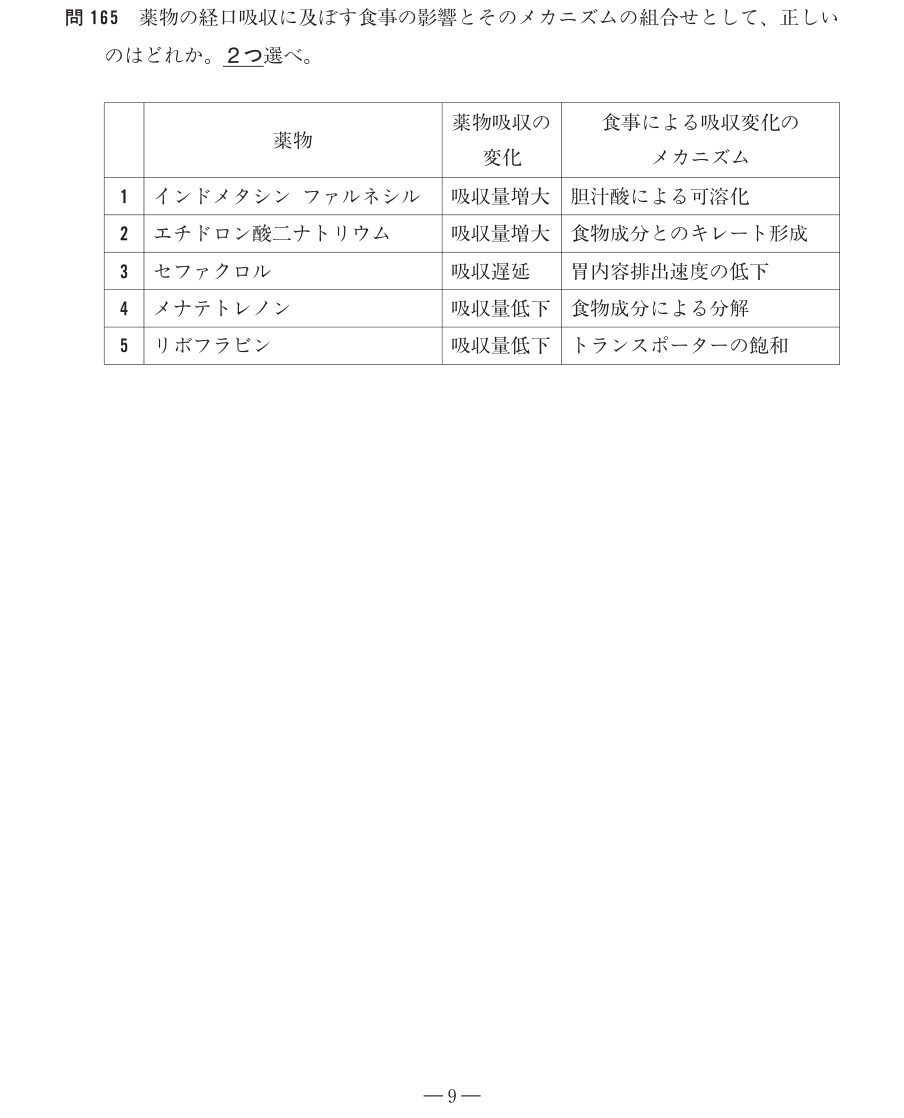 問 165　薬物の経口吸収に及ぼす食事の影響とそのメカニズムの組合せとして、正しい
のはどれか。２つ選べ。
薬物 薬物吸収の変化 食事による吸収変化のメカニズム
1 インドメタシン ファルネシル 吸収量増大 胆汁酸による可溶化
2 エチドロン酸二ナトリウム 吸収量増大 食物成分とのキレート形成
3 セファクロル 吸収遅延 胃内容排出速度の低下
4 メナテトレノン 吸収量低下 食物成分による分解
5 リボフラビン 吸収量低下 トランスポーターの飽和
― 9 ―